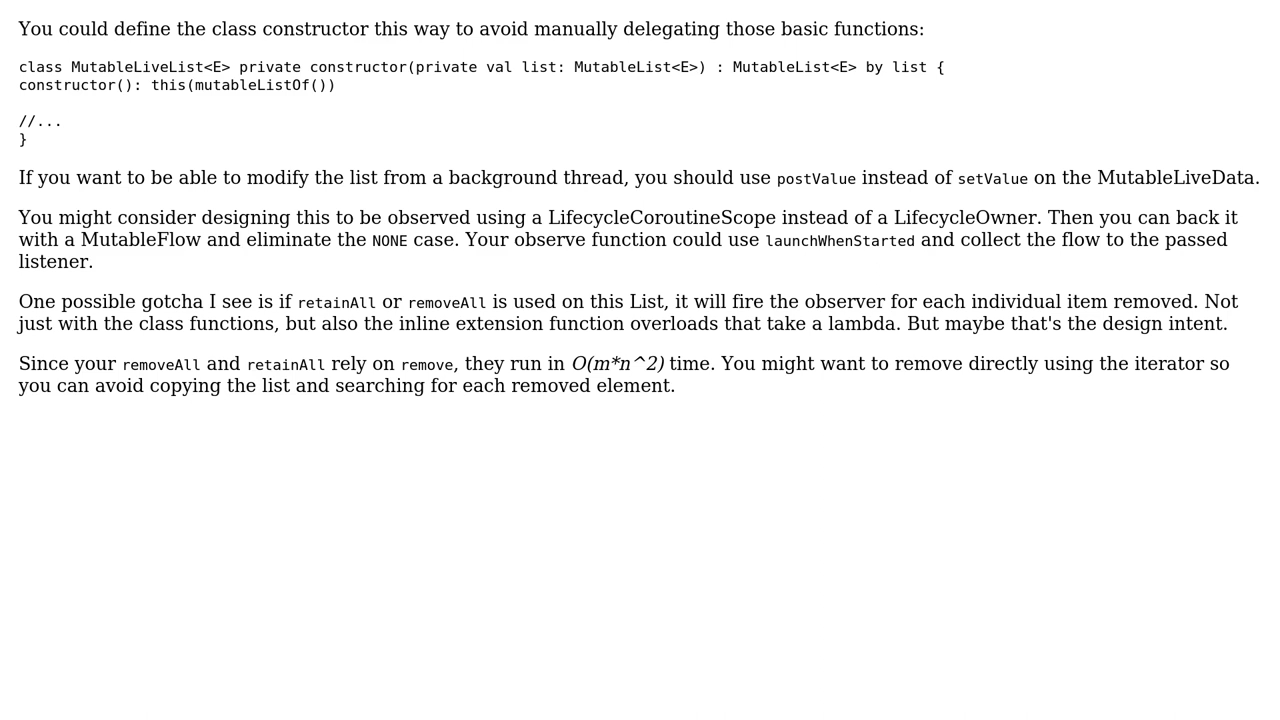 You could define the class constructor this way to avoid manually delegating those basic functions:
class MutableLiveList<E> private constructor(private val list: MutableList<E>) : MutableList<E> by list {
constructor(): this(mutableListOf())
//...
}
If you want to be able to modify the list from a background thread, you should use postValue instead of setValue on the MutableLiveData.
You might consider designing this to be observed using a LifecycleCoroutineScope instead of a LifecycleOwner. Then you can back it
with a MutableFlow and eliminate the NONE case. Your observe function could use launchWhenStarted and collect the flow to the passed
listener.
One possible gotcha I see is if retainAll or removeAll is used on this List, it will fire the observer for each individual item removed. Not
just with the class functions, but also the inline extension function overloads that take a lambda. But maybe that's the design intent.
Since your removeAll and retainAll rely on remove, they run in O(m*n^2) time. You might want to remove directly using the iterator so
you can avoid copying the list and searching for each removed element.